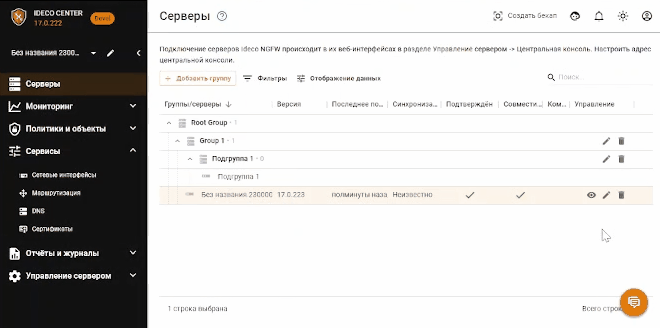 IDECO CENTER
17.0.222
Devel
Без названия 2300...
Серверы
Мониторинг
Политики и объекты
Сервисы
Сетевые интерфейсы
Маршрутизация
DNS
Сертификаты
Отчёты и журналы
Управление сервером
Серверы
Создать бекап
Подключение серверов Ideco NGFW происходит в их веб-интерфейсах в разделе Управление сервером -> Центральная консоль. Настроить адрес
центральной консоли.
+ Добавить группу
Фильтры
Отображение данных
Поиск...
Группы/серверы
Версия
Последнее по...
Синхрониза...
Подтверждён
Совмести...
Ком...
Управление
Root Group - 1
Group 1 - 1
Подгруппа 1 - 0
Подгруппа 1
Без названия 230000
17.0.223
полминуты наза
Неизвестно
1 строка выбрана
Всего строк